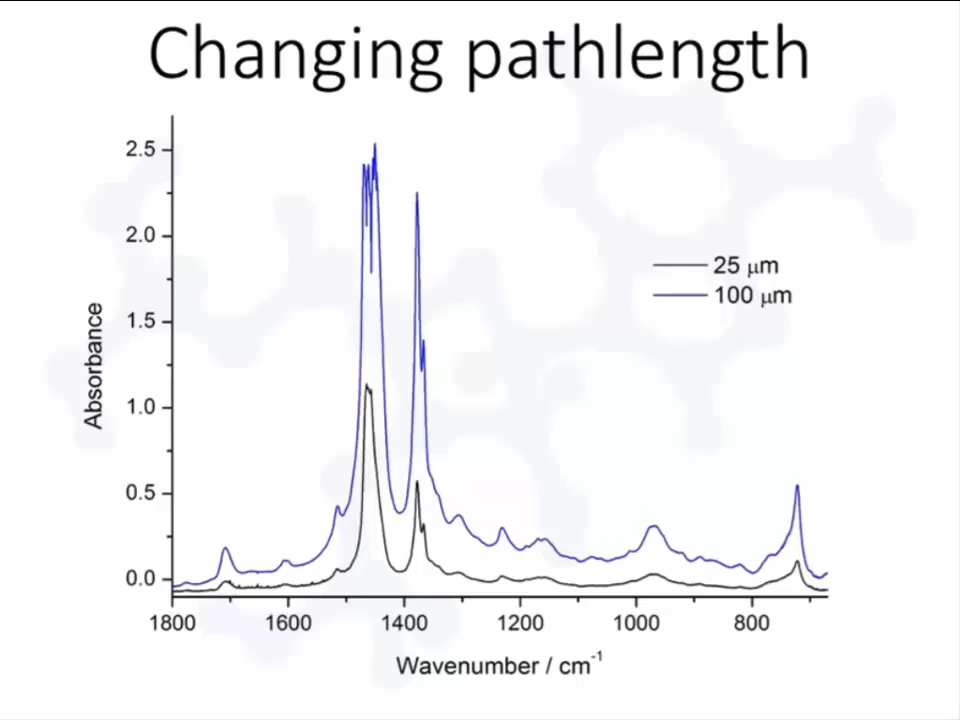 Changing pathlength
2.5
2.0
1.5
1.0
0.5
0.0
Absorbance
25 μm
100 μm
1800 1600 1400 1200 1000 800
Wavenumber / cm⁻¹